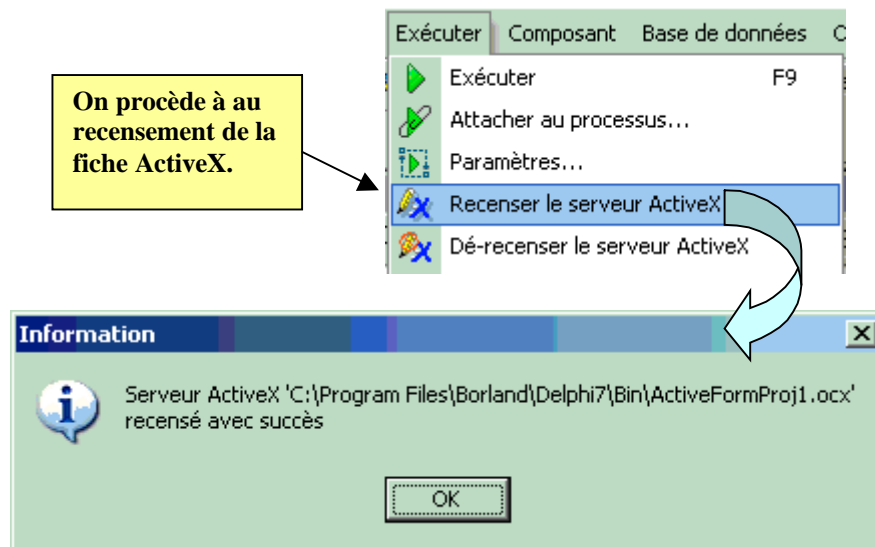 Exécuter Composant Base de données
On procède à au
recensement de la
fiche ActiveX.
Exécuter F9
Attacher au processus...
Paramètres...
Recenser le serveur ActiveX
Dé-recenser le serveur ActiveX
Information
Serveur ActiveX 'C:\Program Files\Borland\Delphi7\Bin\ActiveFormProj1.ocx'
recensé avec succès
OK